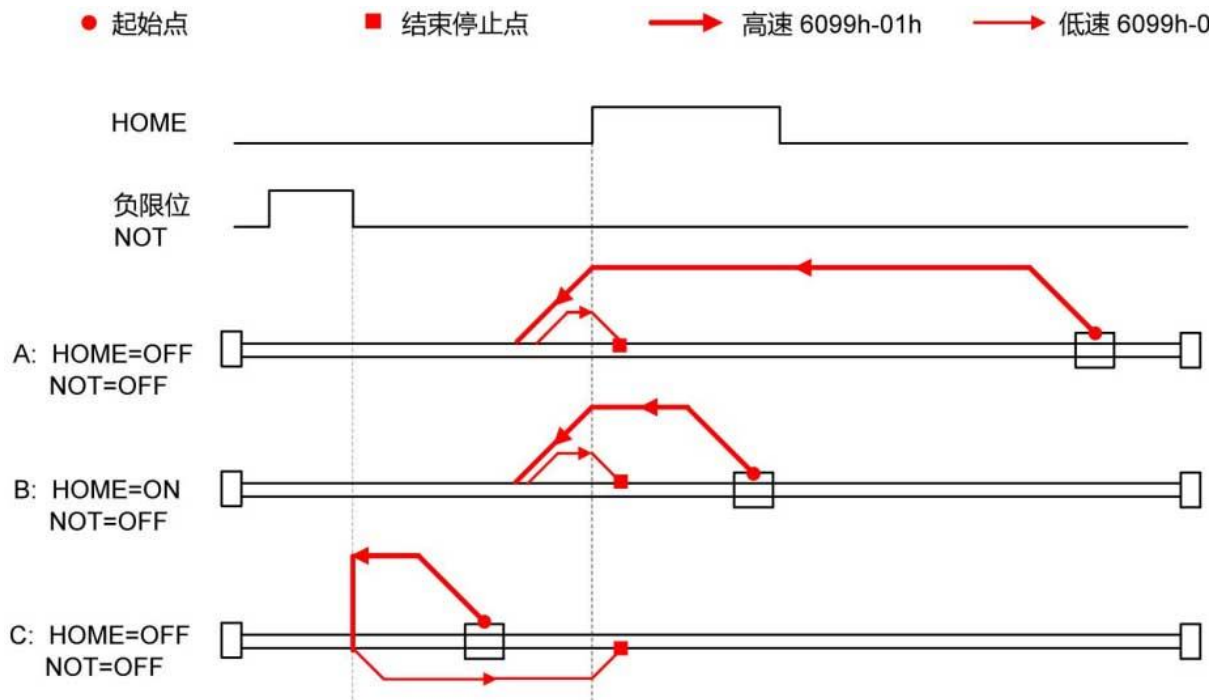 起始点
结束停止点
高速 6099h-01h
低速 6099h-0
HOME
负限位
NOT
A: HOME=OFF
NOT=OFF
B: HOME=ON
NOT=OFF
C: HOME=OFF
NOT=OFF